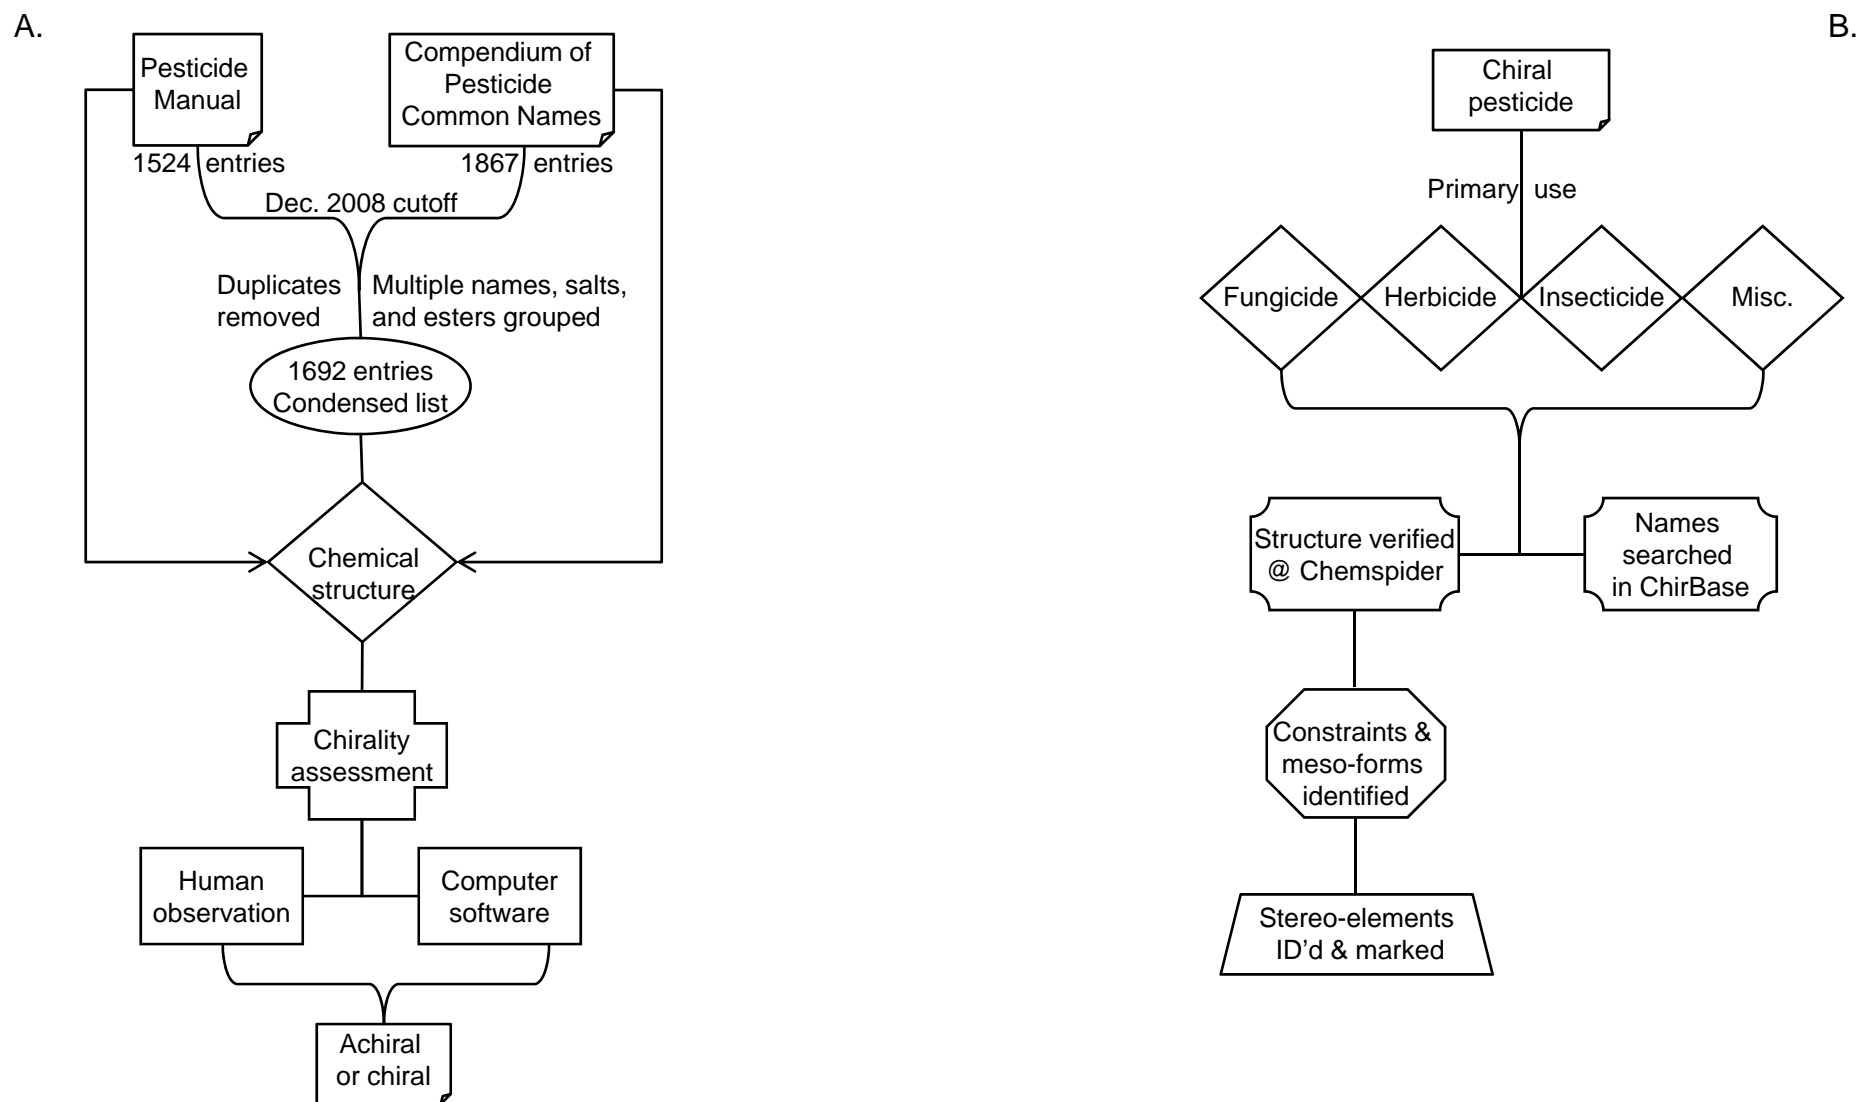 A.
Pesticide
Manual
Compendium of
Pesticide
Common Names
1524 entries
1867 entries
Dec. 2008 cutoff
Duplicates
removed
Multiple names, salts,
and esters grouped
1692 entries
Condensed list
Chemical
structure
Chirality
assessment
Human
observation
Computer
software
Achiral
or chiral
B.
Chiral
pesticide
Primary use
Fungicide
Herbicide
Insecticide
Misc.
Structure verified
@ Chemspider
Names
searched
in ChirBase
Constraints &
meso-forms
identified
Stereo-elements
ID’d & marked